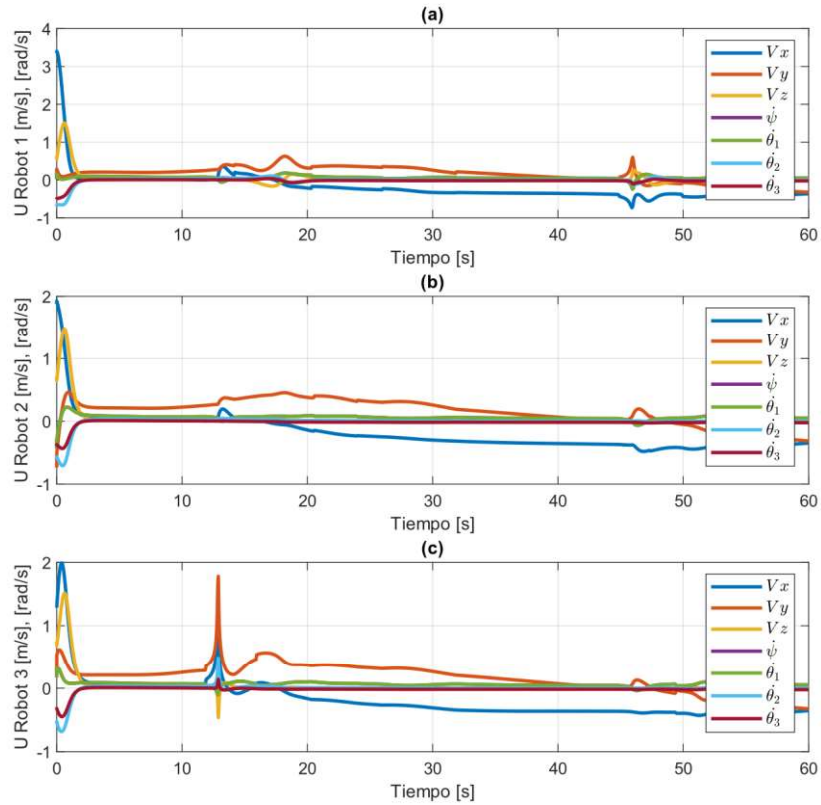 (a)
U Robot 1 [m/s], [rad/s]
4
3
2
1
0
-1
0 10 20 30 40 50 60
Tiempo [s]
Vx
Vy
Vz
ψ̇
θ̇₁
θ̇₂
θ̇₃
(b)
U Robot 2 [m/s], [rad/s]
2
1
0
-1
0 10 20 30 40 50 60
Tiempo [s]
Vx
Vy
Vz
ψ̇
θ̇₁
θ̇₂
θ̇₃
(c)
U Robot 3 [m/s], [rad/s]
2
1
0
-1
0 10 20 30 40 50 60
Tiempo [s]
Vx
Vy
Vz
ψ̇
θ̇₁
θ̇₂
θ̇₃